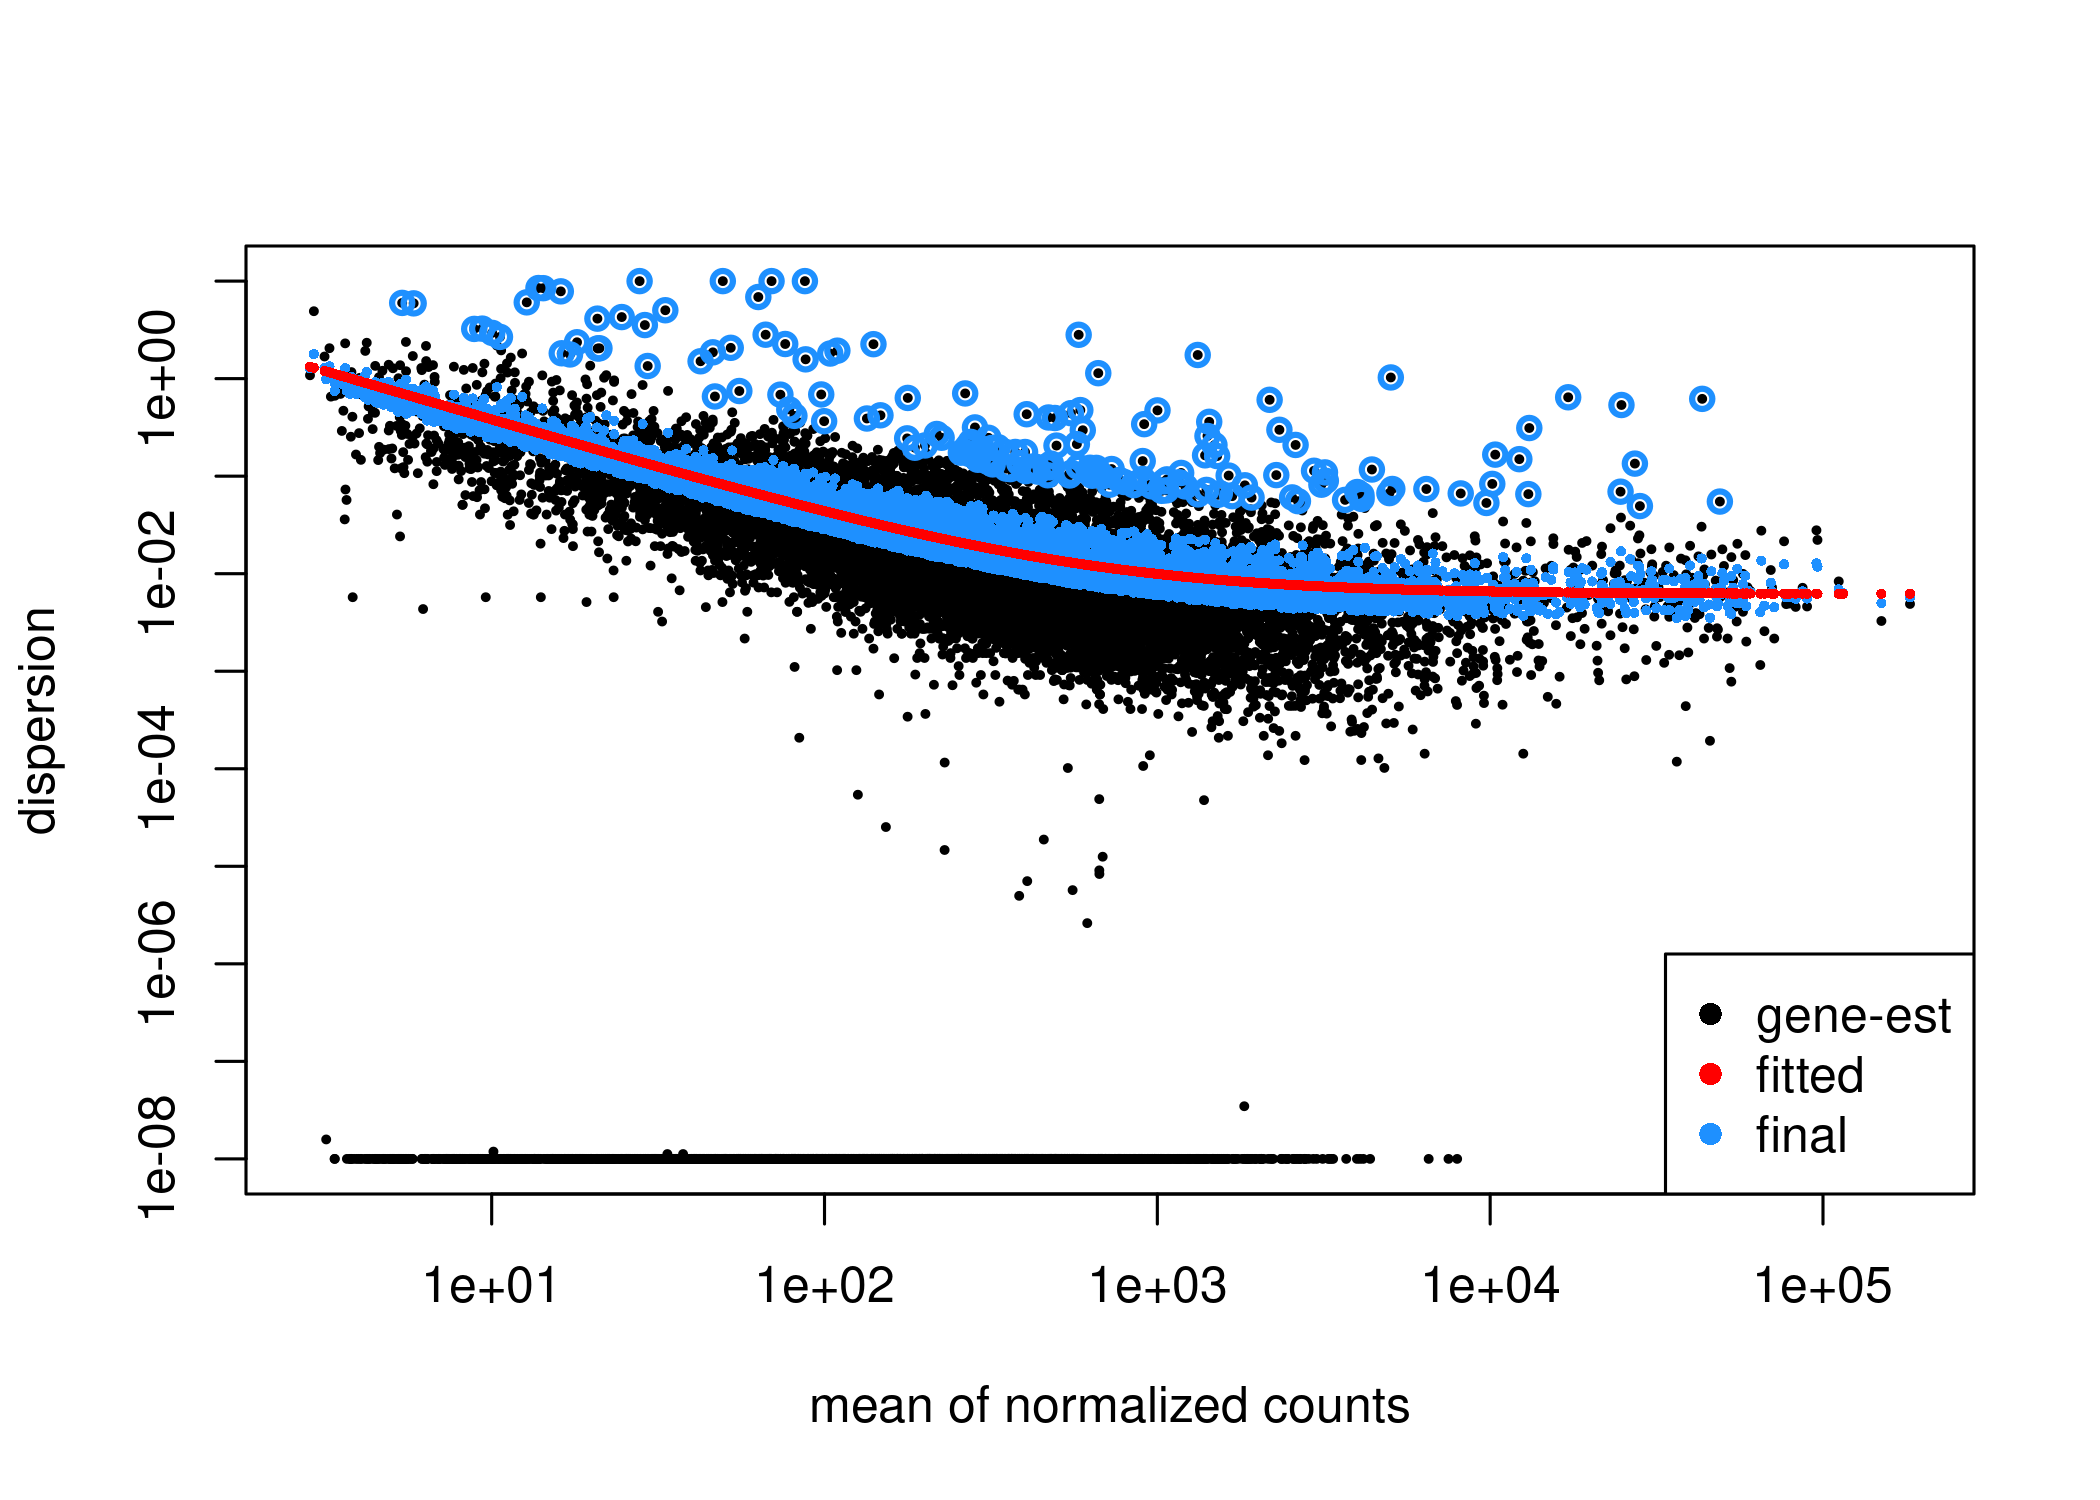 dispersion
1e+00
1e-02
1e-04
1e-06
1e-08
gene-est
fitted
final
1e+01 1e+02 1e+03 1e+04 1e+05
mean of normalized counts